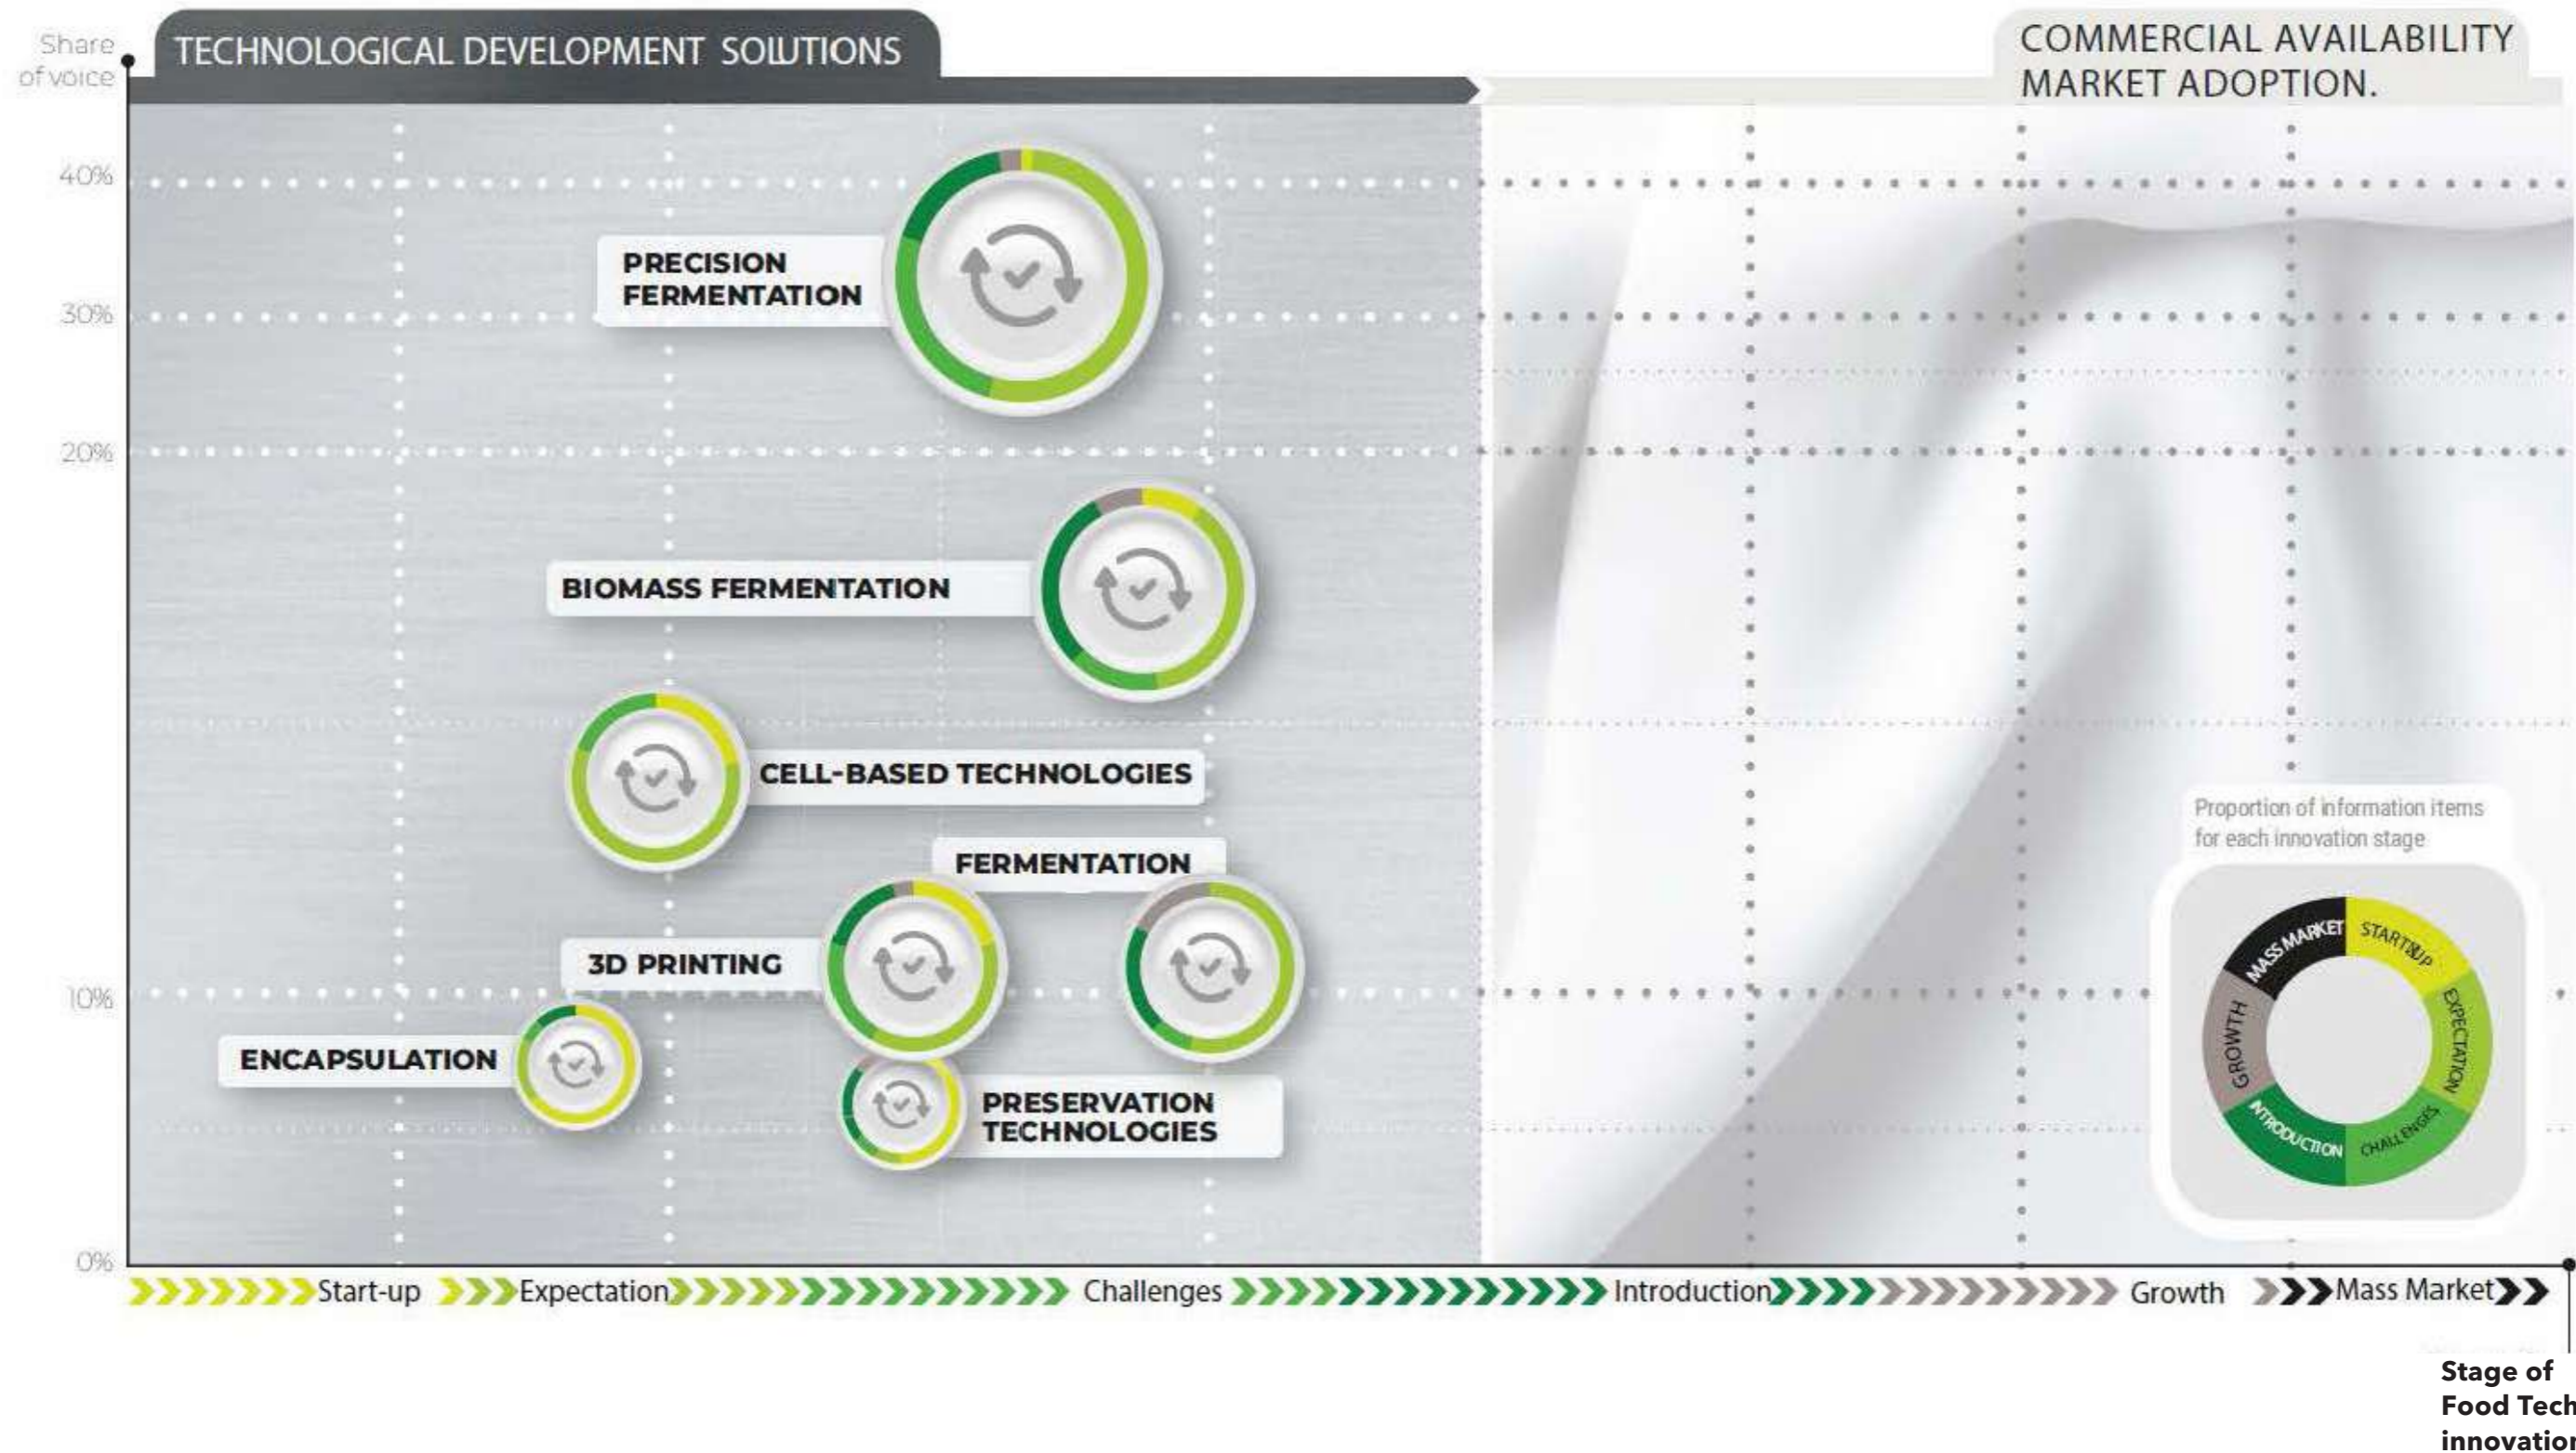 Share
of voice
TECHNOLOGICAL DEVELOPMENT SOLUTIONS
COMMERCIAL AVAILABILITY
MARKET ADOPTION.
40%
PRECISION
FERMENTATION
30%
20%
BIOMASS FERMENTATION
CELL-BASED TECHNOLOGIES
Proportion of information items
for each innovation stage
FERMENTATION
MASS MARKET
START-UP
3D PRINTING
10%
GROWTH
EXPECTATION
ENCAPSULATION
PRESERVATION
TECHNOLOGIES
INTRODUCTION
CHALLENGES
0%
Start-up Expectation Challenges Introduction Growth Mass Market
Stage of
Food Tech
innovation